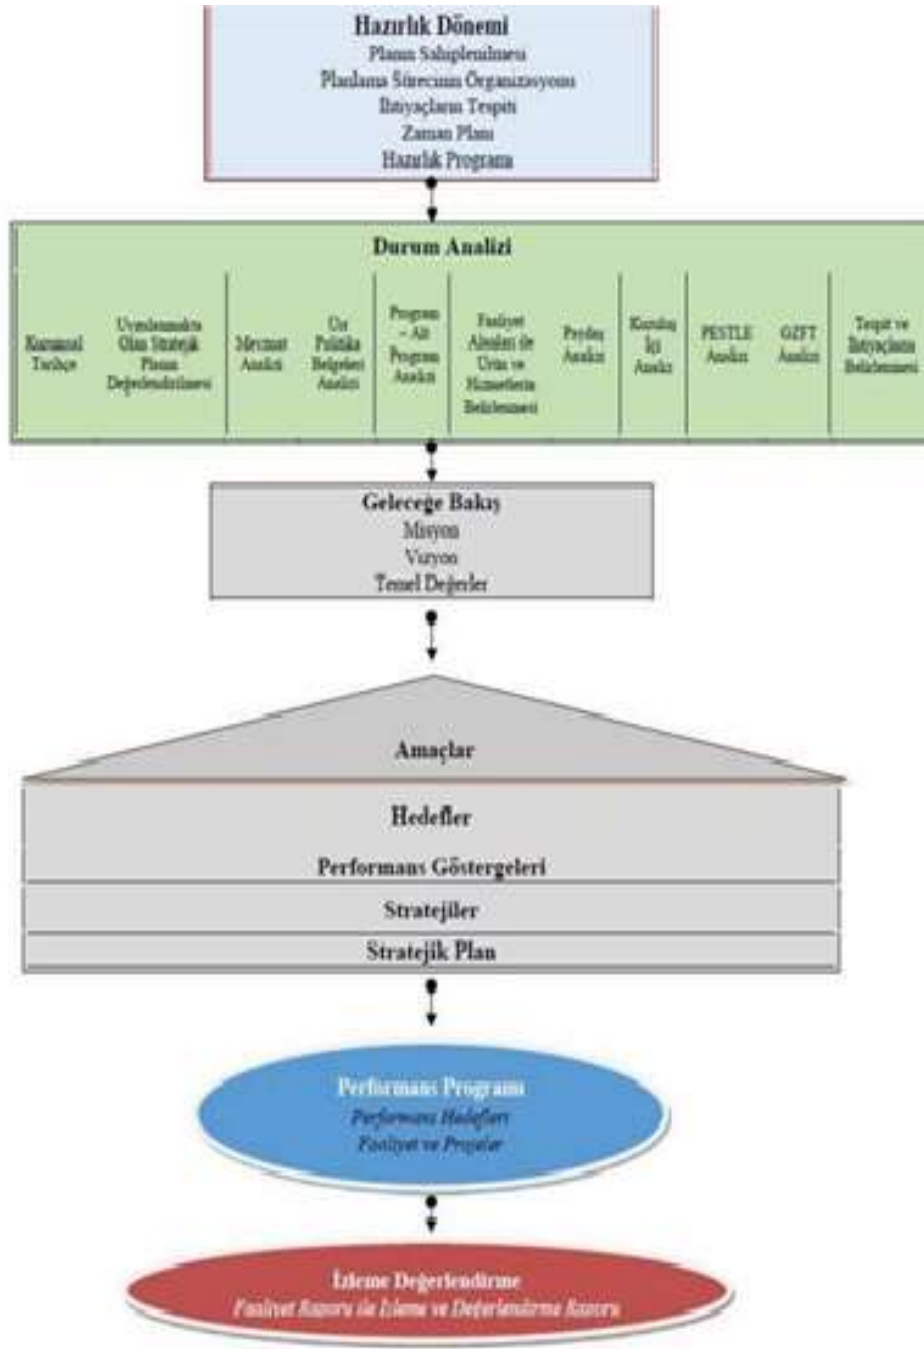 Hazırlık Dönemi
Planın Sahiplenilmesi
Planlama Sürecinin Organizasyonu
İhtiyaçların Tespiti
Zaman Planı
Hazırlık Programı
Durum Analizi
Kurumsal
Tarihçe
Uygulanmakta
Olan Stratejik
Planın
Değerlendirilmesi
Mevzuat
Analizi
Üst
Politika
Belgeleri
Analizi
Program
– Alt
Program
Analizi
Faaliyet
Alanları ile
Ürün ve
Hizmetlerin
Belirlenmesi
Paydaş
Analizi
Kuruluş
İçi
Analiz
PESTLE
Analizi
GZFT
Analizi
Tespit ve
İhtiyaçların
Belirlenmesi
Geleceğe Bakış
Misyon
Vizyon
Temel Değerler
Amaçlar
Hedefler
Performans Göstergeleri
Stratejiler
Stratejik Plan
Performans Programı
Performans Hedefleri
Faaliyet ve Projeler
İzleme Değerlendirme
Faaliyet Raporu ile İzleme ve Değerlendirme Raporu